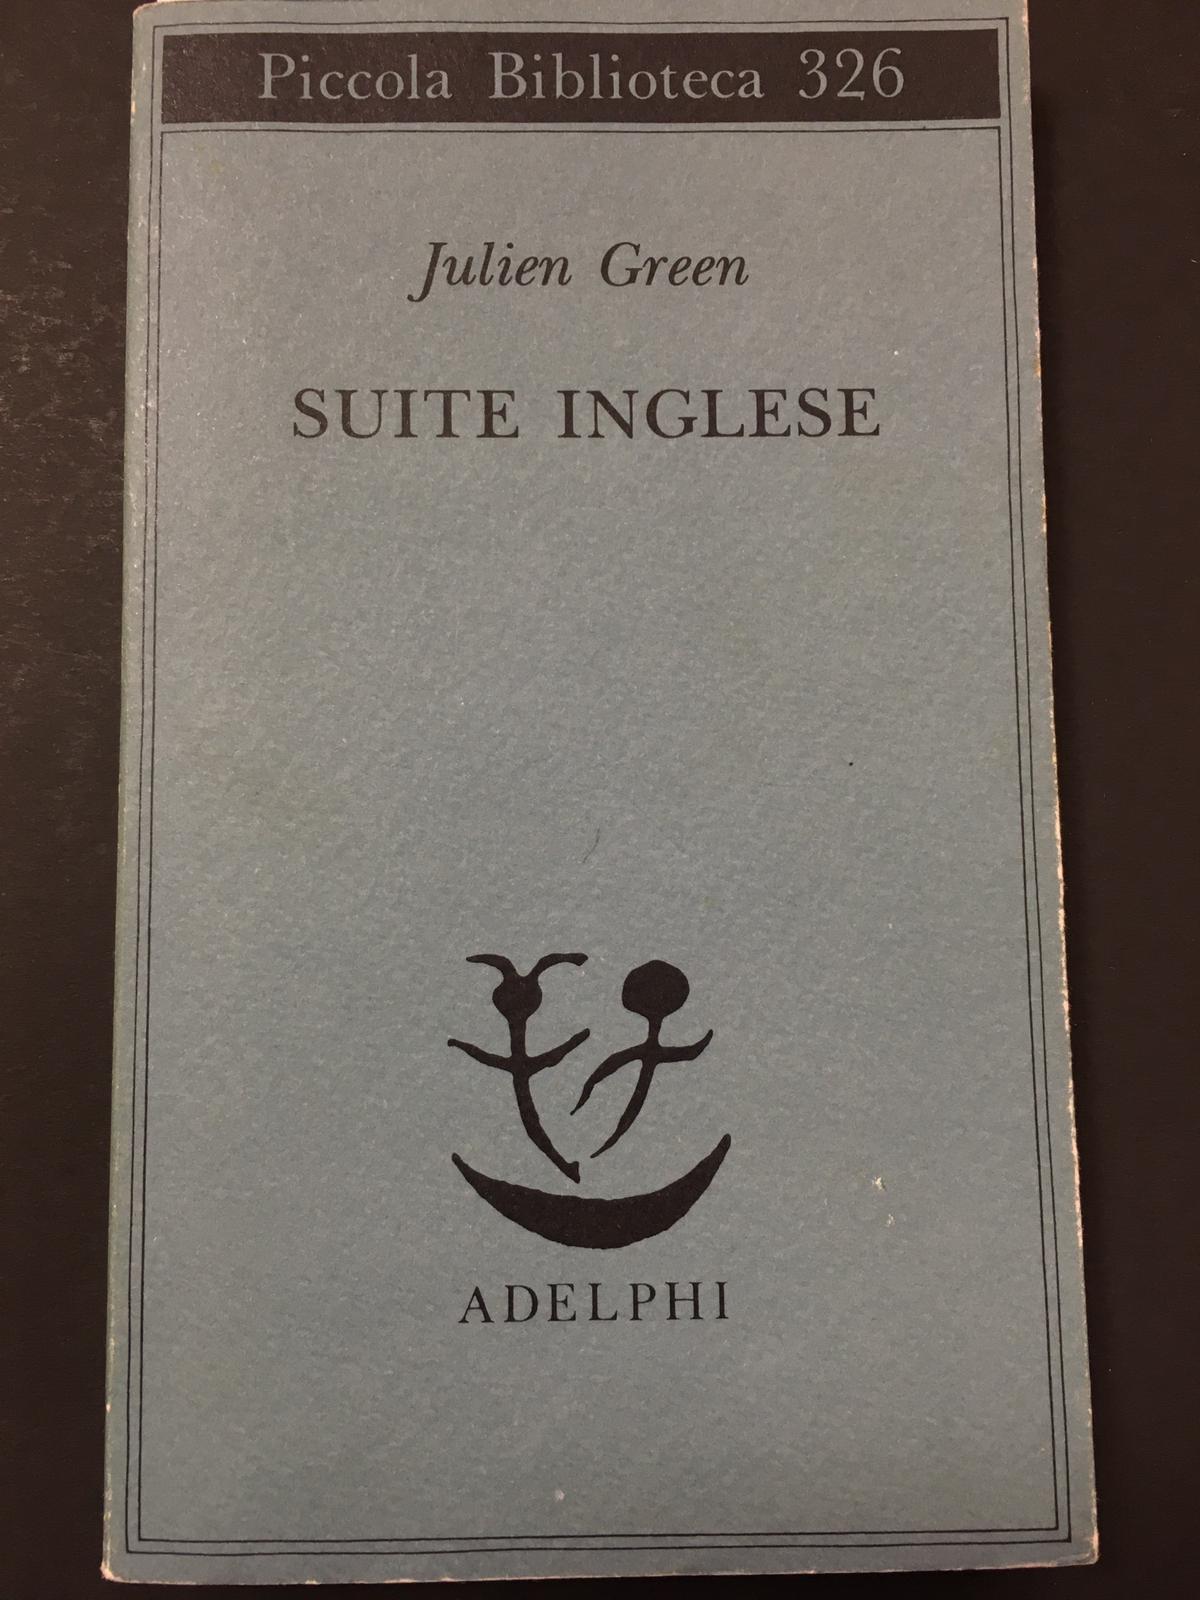 Piccola Biblioteca 326
Julien Green
SUITE INGLESE
ADELPHI